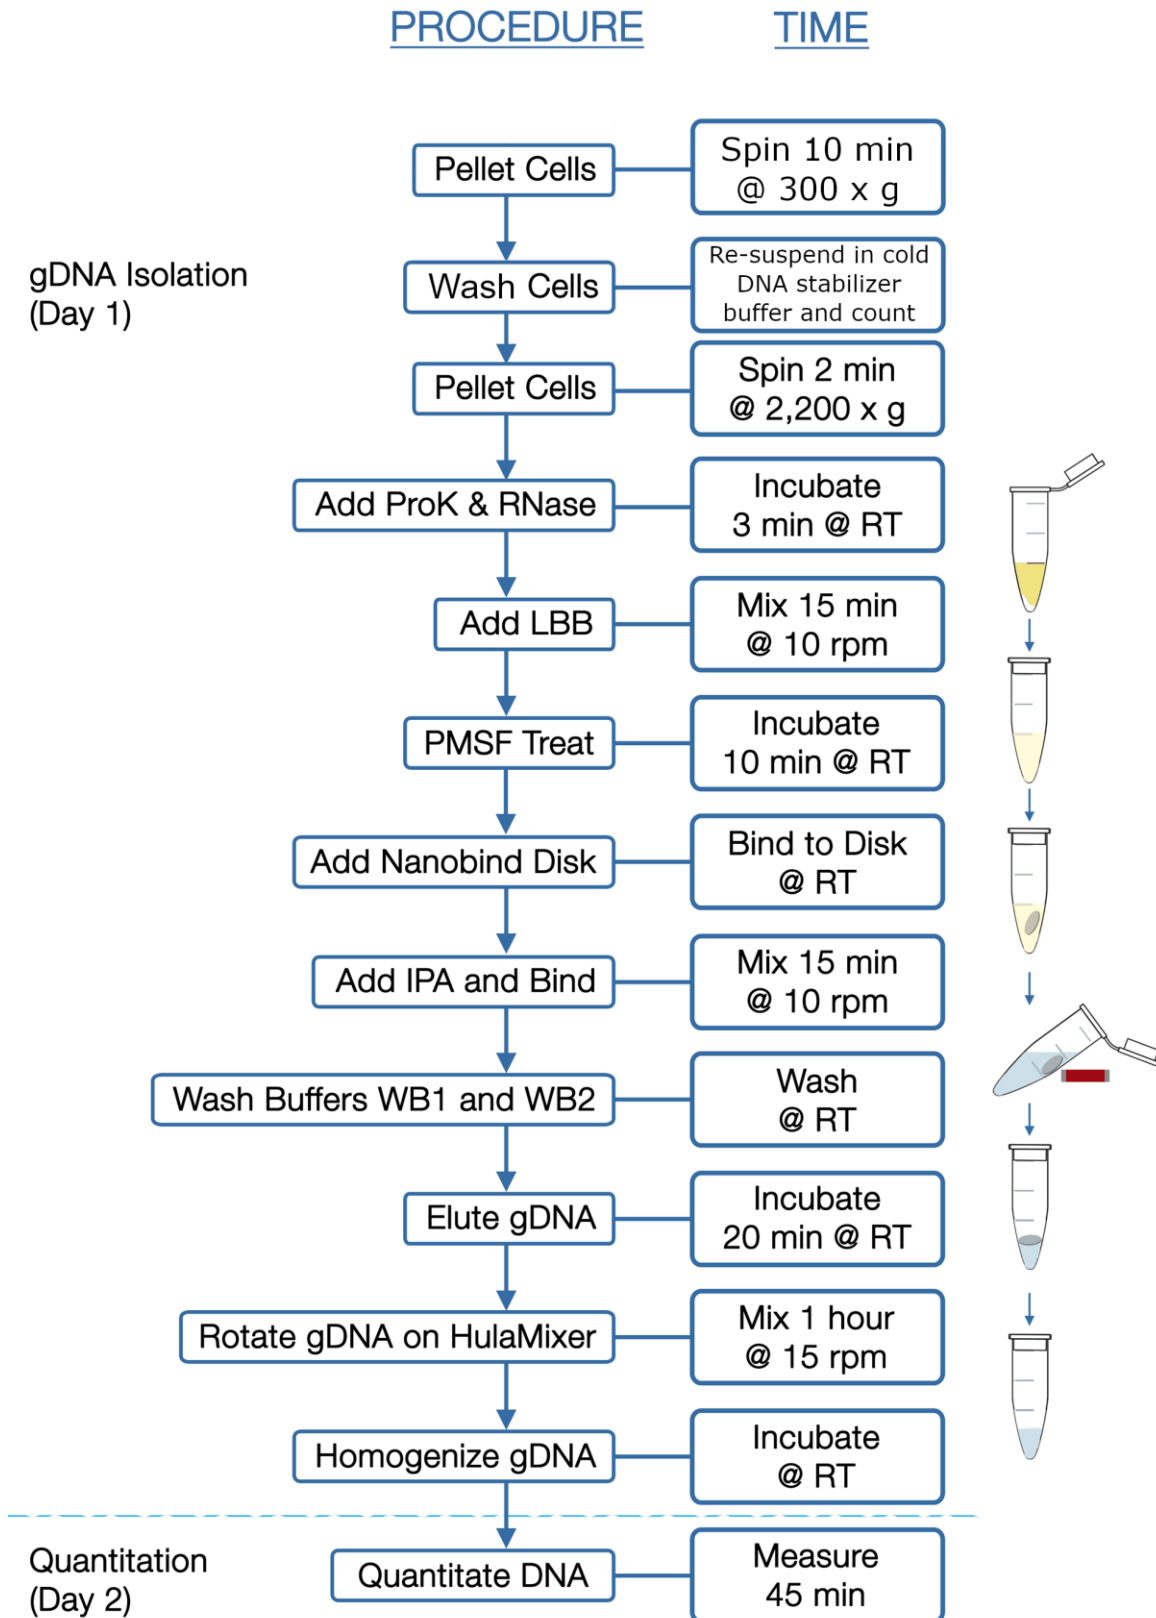 PROCEDURE
TIME
Pellet Cells
Spin 10 min
@ 300 x g
gDNA Isolation
(Day 1)
Wash Cells
Re-suspend in cold
DNA stabilizer
buffer and count
Pellet Cells
Spin 2 min
@ 2,200 x g
Add ProK & RNase
Incubate
3 min @ RT
Add LBB
Mix 15 min
@ 10 rpm
PMSF Treat
Incubate
10 min @ RT
Add Nanobind Disk
Bind to Disk
@ RT
Add IPA and Bind
Mix 15 min
@ 10 rpm
Wash Buffers WB1 and WB2
Wash
@ RT
Elute gDNA
Incubate
20 min @ RT
Rotate gDNA on HulaMixer
Mix 1 hour
@ 15 rpm
Homogenize gDNA
Incubate
@ RT
Quantitation
(Day 2)
Quantitate DNA
Measure
45 min